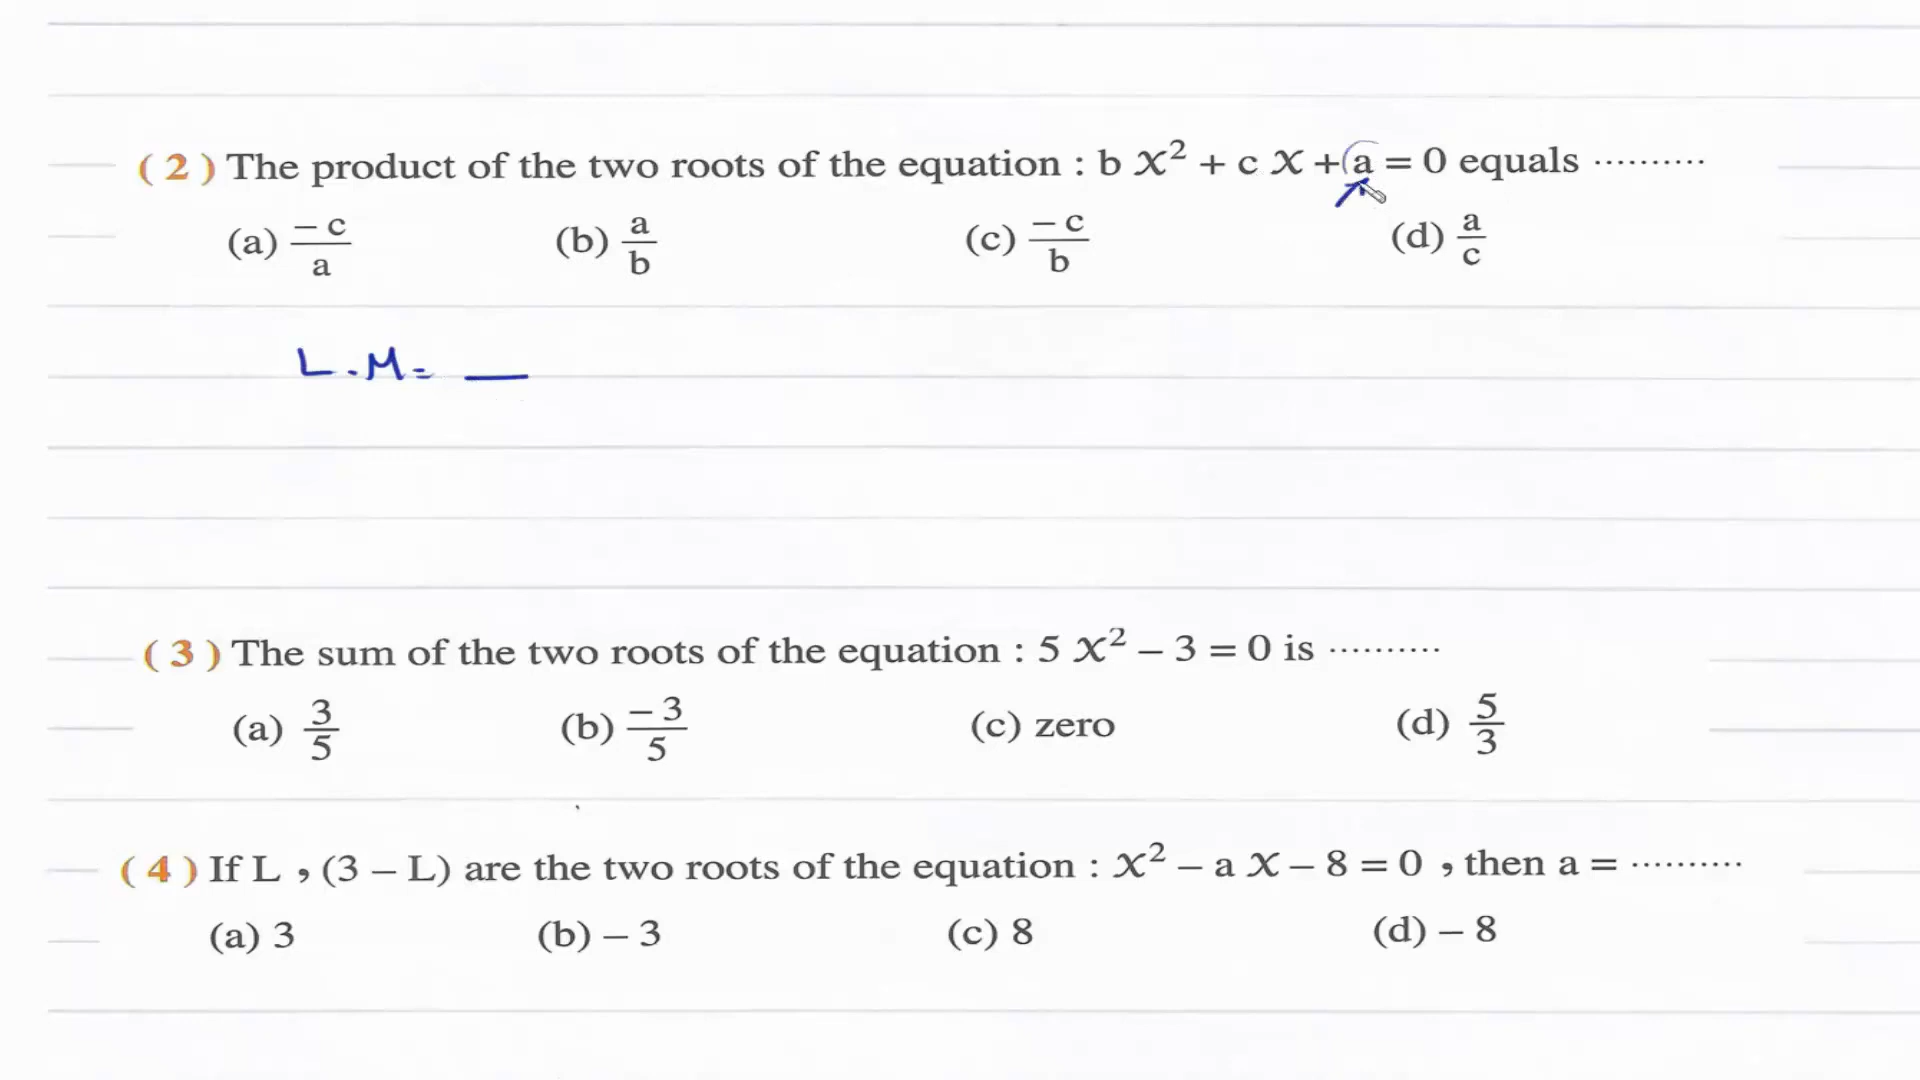 ( 2 ) The product of the two roots of the equation : b x² + c x + a = 0 equals ··········
(a) −c/a (b) a/b (c) −c/b (d) a/c
L . M =
( 3 ) The sum of the two roots of the equation : 5 x² − 3 = 0 is ··········
(a) 3/5 (b) −3/5 (c) zero (d) 5/3
( 4 ) If L , (3 − L) are the two roots of the equation : x² − a x − 8 = 0 , then a = ··········
(a) 3 (b) − 3 (c) 8 (d) − 8